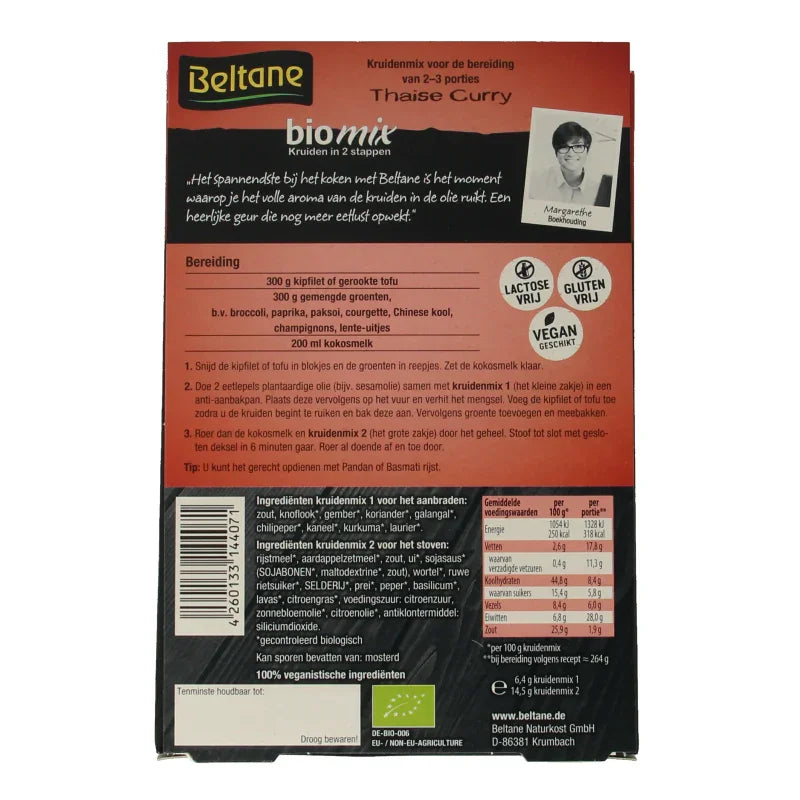 Beltane
Kruidenmix voor de bereiding
van 2–3 porties
Thaise Curry
biomix
Kruiden in 2 stappen
„Het spannendste bij het koken met Beltane is het moment
waarop je het volle aroma van de kruiden in de olie ruikt. Een
heerlijke geur die nog meer eetlust opwekt.“
Margarethe
Boekhouding
Bereiding
300 g kipfilet of gerookte tofu
300 g gemengde groenten,
b.v. broccoli, paprika, paksoi, courgette, Chinese kool,
champignons, lente-uitjes
200 ml kokosmelk
LACTOSE
VRIJ
GLUTEN
VRIJ
VEGAN
GESCHIKT
1. Snijd de kipfilet of tofu in blokjes en de groenten in reepjes. Zet de kokosmelk klaar.
2. Doe 2 eetlepels plantaardige olie (bijv. sesamolie) samen met kruidenmix 1 (het kleine zakje) in een
anti-aanbakpan. Plaats deze vervolgens op het vuur en verhit het mengsel. Voeg de kipfilet of tofu toe
zodra u de kruiden begint te ruiken en bak deze aan. Vervolgens groente toevoegen en meebakken.
3. Roer dan de kokosmelk en kruidenmix 2 (het grote zakje) door het geheel. Stoof tot slot met geslo-
ten deksel in 6 minuten gaar. Roer al doende af en toe door.
Tip: U kunt het gerecht opdienen met Pandan of Basmati rijst.
4 260133 144071
Ingrediënten kruidenmix 1 voor het aanbraden:
zout, knoflook*, gember*, koriander*, galangal*,
chilipeper*, kaneel*, kurkuma*, laurier*.
Ingrediënten kruidenmix 2 voor het stoven:
rijstmeel*, aardappelzetmeel*, zout, ui*, sojasaus*
(SOJABONEN*, maltodextrine*, zout), wortel*, ruwe
rietsuiker*, SELDERIJ*, prei*, peper*, basilicum*,
lavas*, citroengras*, voedingszuur: citroenzuur,
zonnebloemolie*, citroenolie*, antiklontermiddel:
siliciumdioxide.
*gecontroleerd biologisch
Kan sporen bevatten van: mosterd
100% veganistische ingrediënten
Gemiddelde voedingswaarden per 100 g* per portie**
Energie 1054 kJ 1328 kJ
250 kcal 318 kcal
Vetten 2,6 g 17,8 g
waarvan verzadigde vetzuren 0,4 g 11,3 g
Koolhydraten 44,8 g 8,4 g
waarvan suikers 15,4 g 5,8 g
Vezels 8,4 g 6,0 g
Eiwitten 6,8 g 28,0 g
Zout 25,9 g 1,9 g
*per 100 g kruidenmix
**bij bereiding volgens recept ≈ 264 g
℮ 6,4 g kruidenmix 1
14,5 g kruidenmix 2
Tenminste houdbaar tot:
Droog bewaren!
DE-BIO-006
EU- / NON-EU-AGRICULTURE
www.beltane.de
Beltane Naturkost GmbH
D-86381 Krumbach